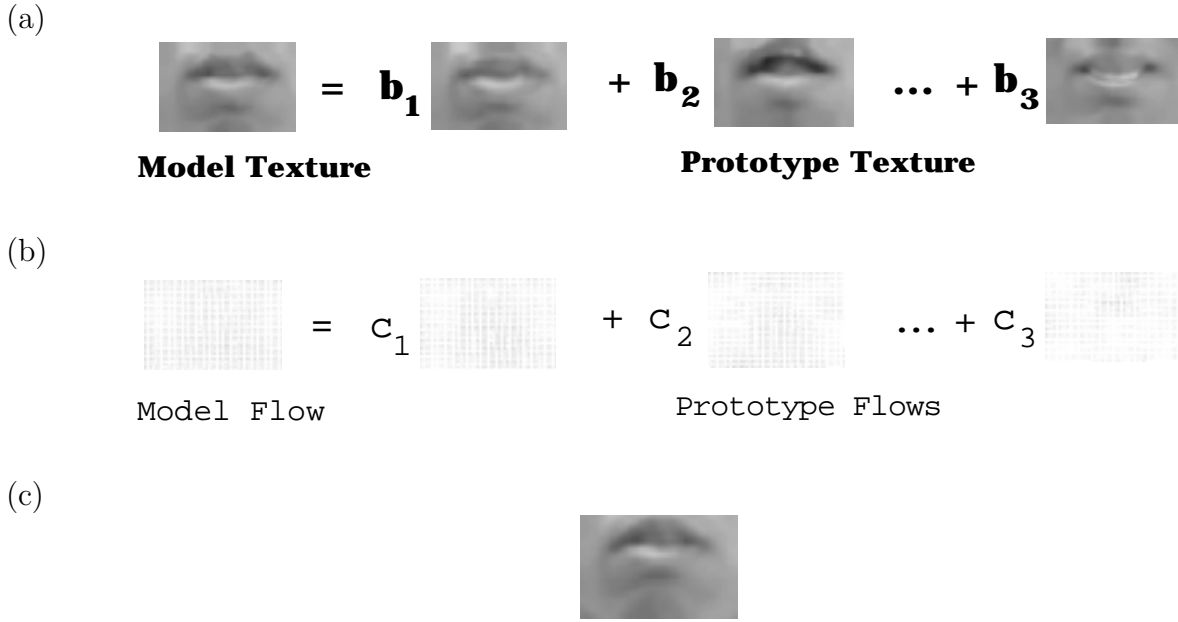 (a)
= b₁ + b₂ ... + b₃
Model Texture Prototype Texture
(b)
= c₁ + c₂ ... + c₃
Model Flow Prototype Flows
(c)